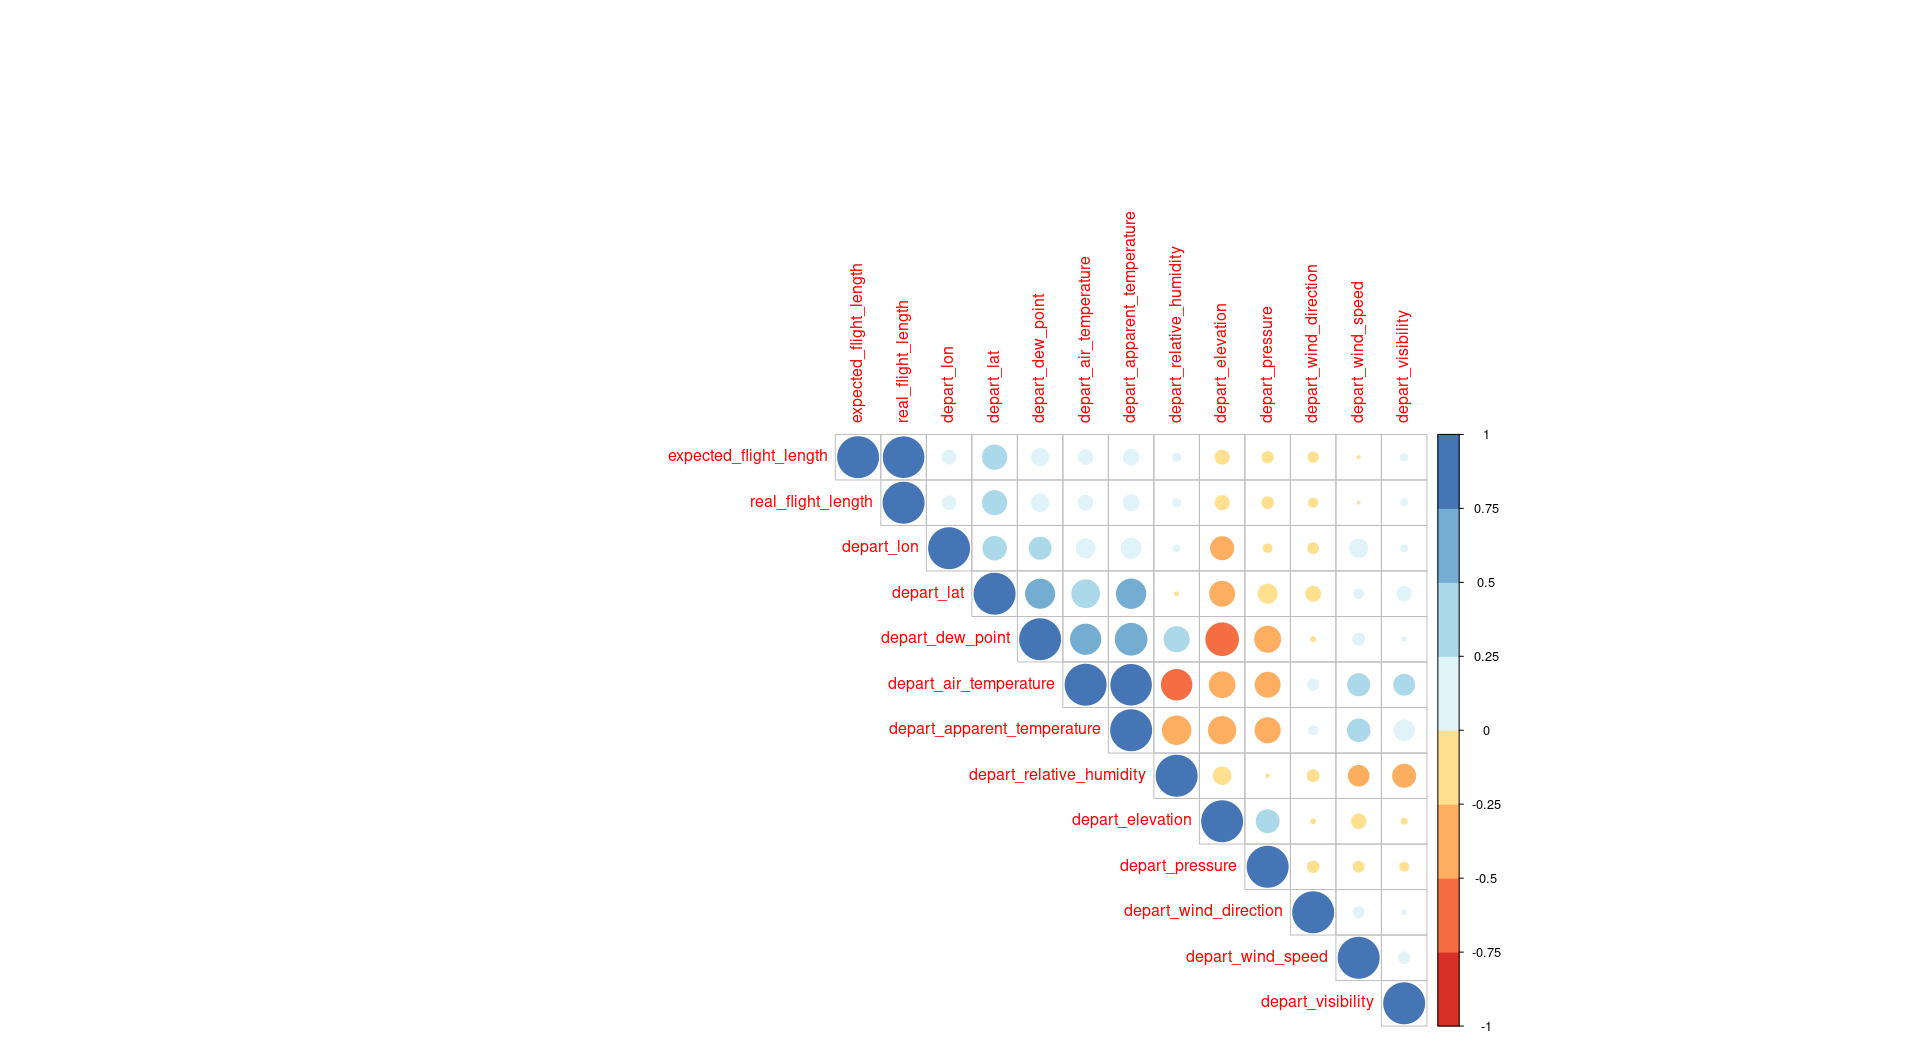 expected_flight_length
real_flight_length
depart_lon
depart_lat
depart_dew_point
depart_air_temperature
depart_apparent_temperature
depart_relative_humidity
depart_elevation
depart_pressure
depart_wind_direction
depart_wind_speed
depart_visibility
expected_flight_length
real_flight_length
depart_lon
depart_lat
depart_dew_point
depart_air_temperature
depart_apparent_temperature
depart_relative_humidity
depart_elevation
depart_pressure
depart_wind_direction
depart_wind_speed
depart_visibility
1
0.75
0.5
0.25
0
-0.25
-0.5
-0.75
-1